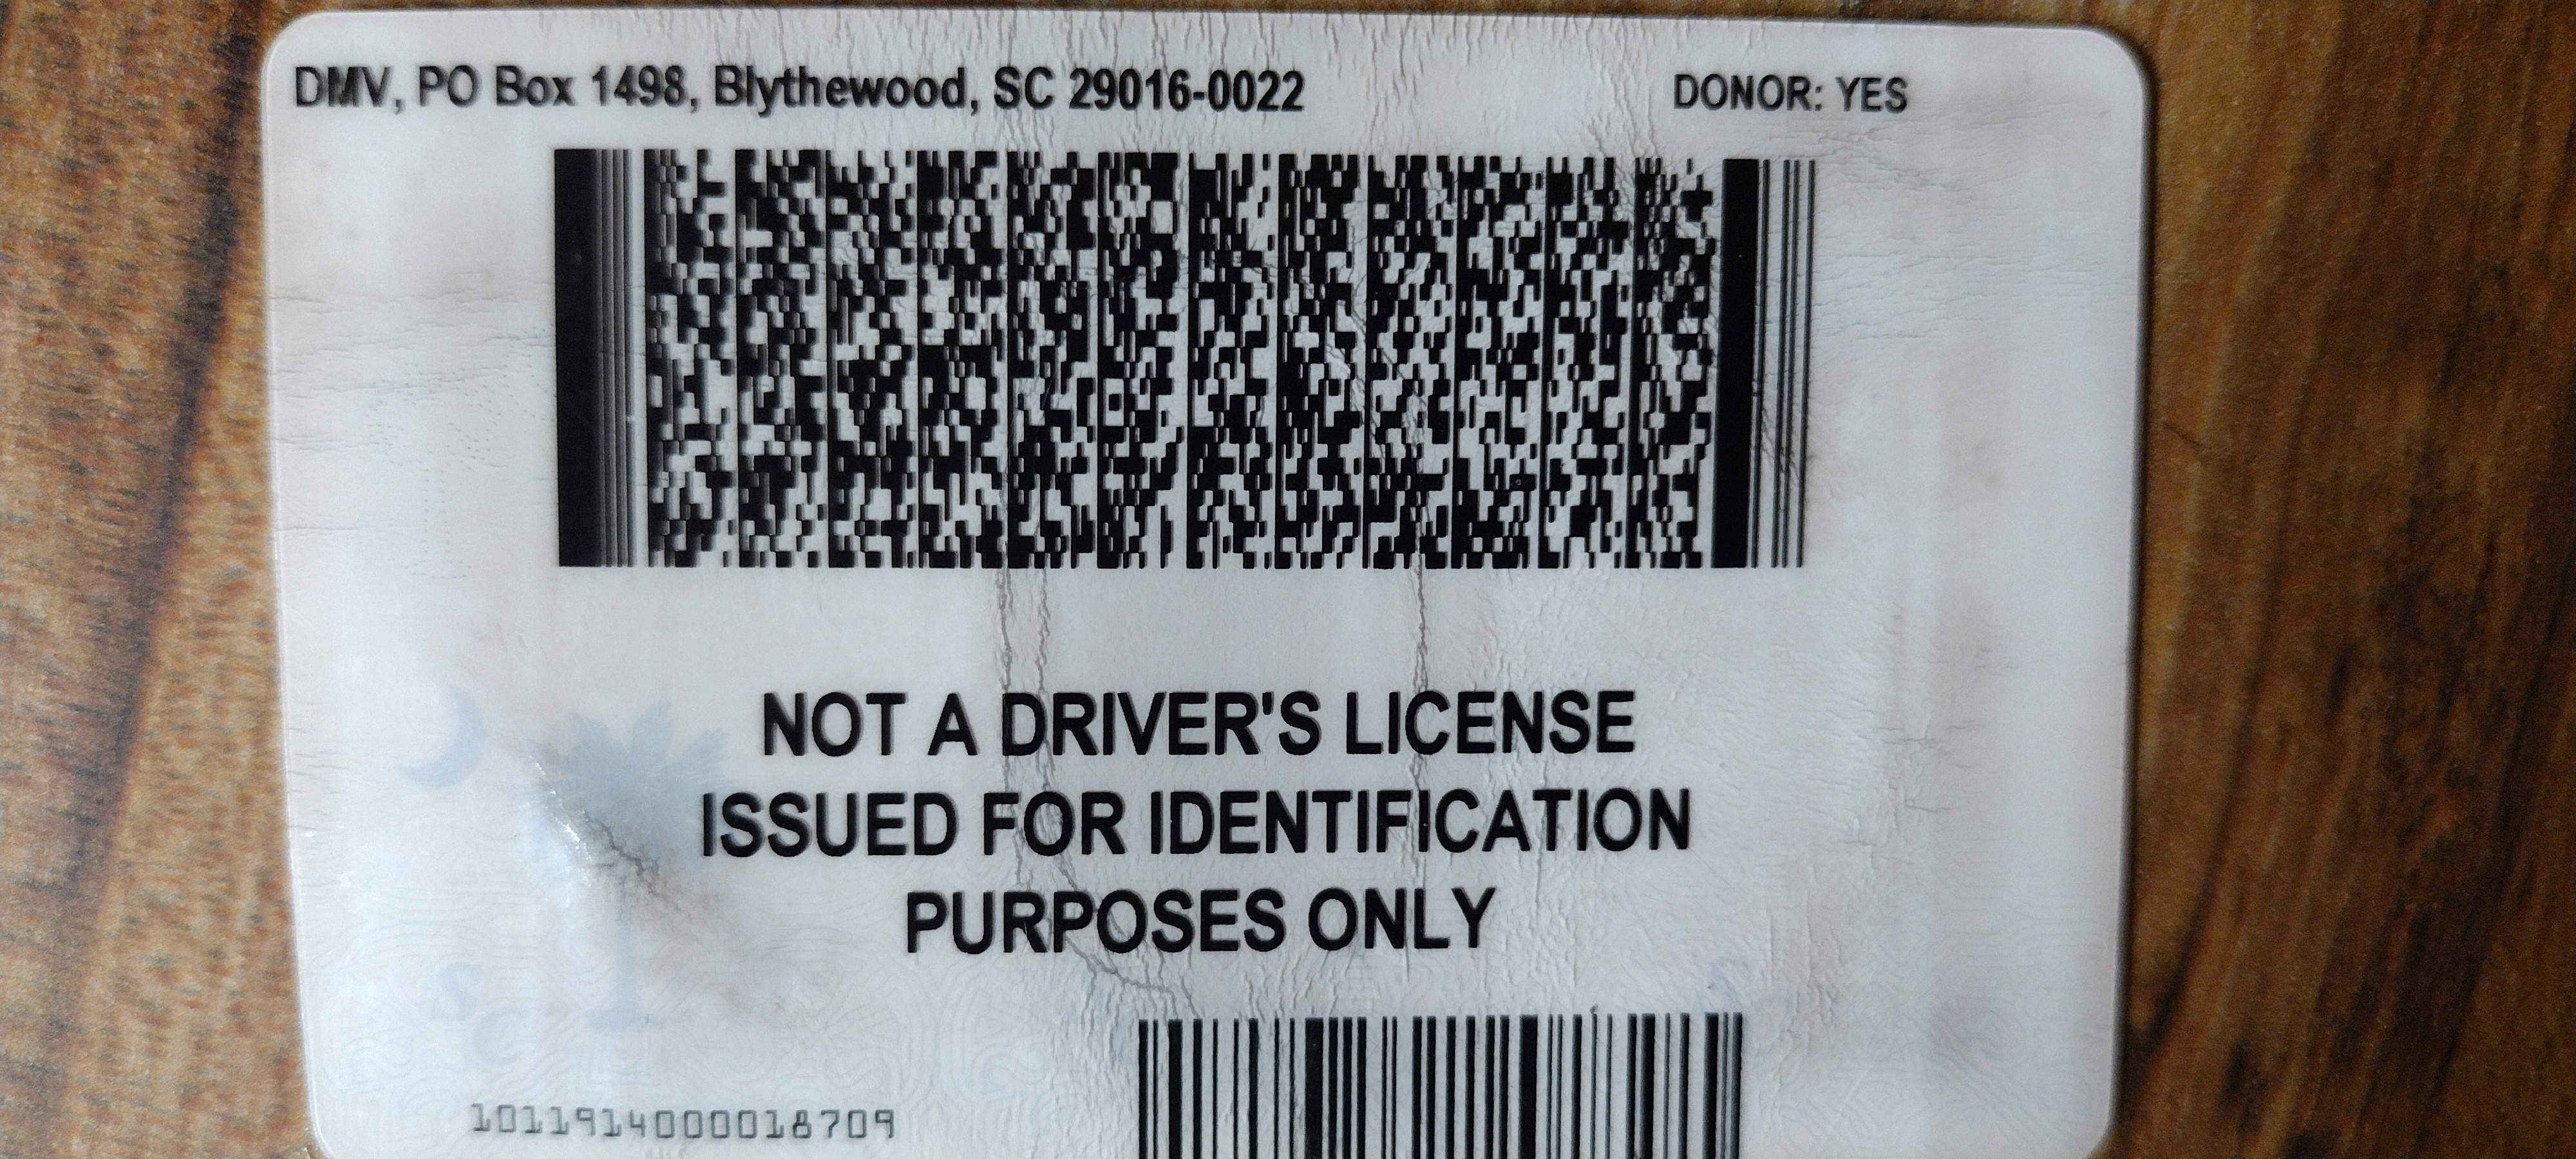 DMV, PO Box 1498, Blythewood, SC 29016-0022
DONOR: YES
NOT A DRIVER'S LICENSE
ISSUED FOR IDENTIFICATION
PURPOSES ONLY
S
SC
1011914000018709